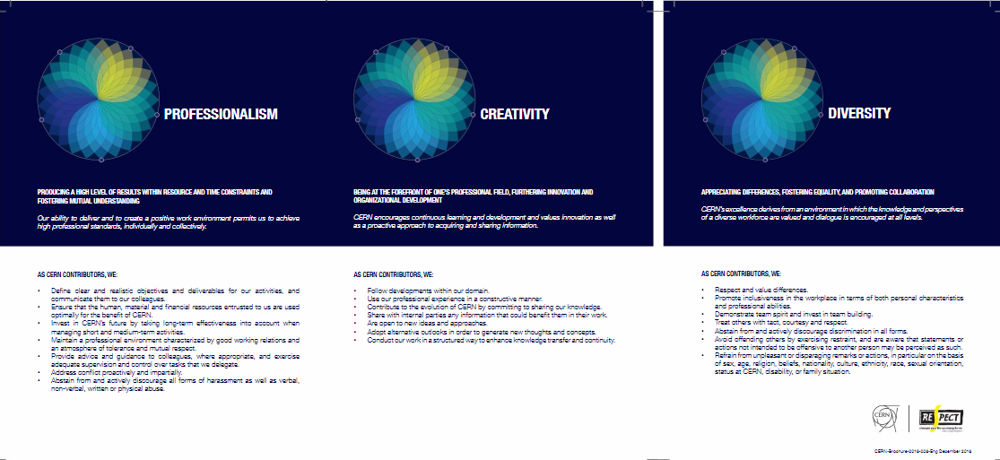 PROFESSIONALISM
PRODUCING A HIGH LEVEL OF RESULTS WITHIN RESOURCE AND TIME CONSTRAINTS AND
FOSTERING MUTUAL UNDERSTANDING
Our ability to deliver and to create a positive work environment permits us to achieve
high professional standards, individually and collectively.
AS CERN CONTRIBUTORS, WE:
• Define clear and realistic objectives and deliverables for our activities, and
communicate them to our colleagues.
• Ensure that the human, material and financial resources entrusted to us are used
optimally for the benefit of CERN.
• Invest in CERN's future by taking long-term effectiveness into account when
managing short and medium-term activities.
• Maintain a professional environment characterized by good working relations and
an atmosphere of tolerance and mutual respect.
• Provide advice and guidance to colleagues, where appropriate, and exercise
adequate supervision and control over tasks that we delegate.
• Address conflict proactively and impartially.
• Abstain from and actively discourage all forms of harassment as well as verbal,
non-verbal, written or physical abuse.
CREATIVITY
BEING AT THE FOREFRONT OF ONE'S PROFESSIONAL FIELD, FURTHERING INNOVATION AND
ORGANIZATIONAL DEVELOPMENT
CERN encourages continuous learning and development and values innovation as well
as a proactive approach to acquiring and sharing information.
AS CERN CONTRIBUTORS, WE:
• Follow developments within our domain.
• Use our professional experience in a constructive manner.
• Contribute to the evolution of CERN by committing to sharing our knowledge.
• Share with internal parties any information that could benefit them in their work.
• Are open to new ideas and approaches.
• Adopt alternative outlooks in order to generate new thoughts and concepts.
• Conduct our work in a structured way to enhance knowledge transfer and continuity.
DIVERSITY
APPRECIATING DIFFERENCES, FOSTERING EQUALITY, AND PROMOTING COLLABORATION
CERN's excellence derives from an environment in which the knowledge and perspectives
of a diverse workforce are valued and dialogue is encouraged at all levels.
AS CERN CONTRIBUTORS, WE:
• Respect and value differences.
• Promote inclusiveness in the workplace in terms of both personal characteristics
and professional abilities.
• Demonstrate team spirit and invest in team building.
• Treat others with tact, courtesy and respect.
• Abstain from and actively discourage discrimination in all forms.
• Avoid offending others by exercising restraint, and are aware that statements or
actions not intended to be offensive to another person may be perceived as such.
• Refrain from unpleasant or disparaging remarks or actions, in particular on the basis
of sex, age, religion, beliefs, nationality, culture, ethnicity, race, sexual orientation,
status at CERN, disability, or family situation.
CERN
RESPECT
CERN-Brochure-2016-008-Eng December 2016